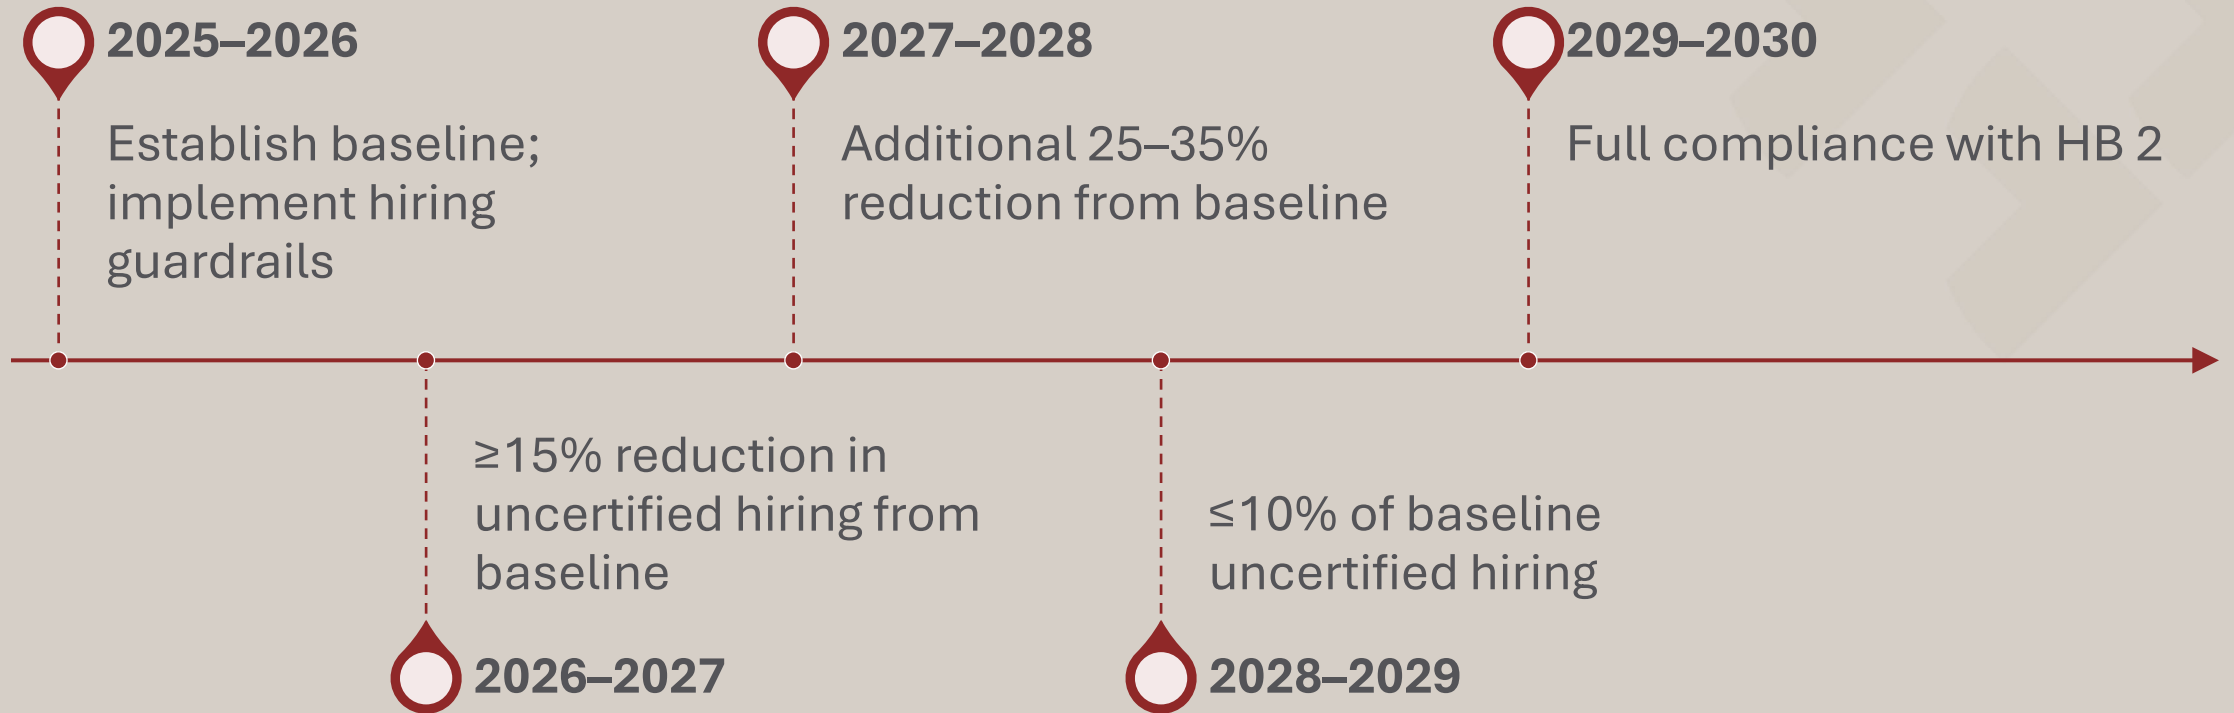 2025–2026
Establish baseline;
implement hiring
guardrails
≥15% reduction in
uncertified hiring from
baseline
2026–2027
2027–2028
Additional 25–35%
reduction from baseline
≤10% of baseline
uncertified hiring
2028–2029
2029–2030
Full compliance with HB 2